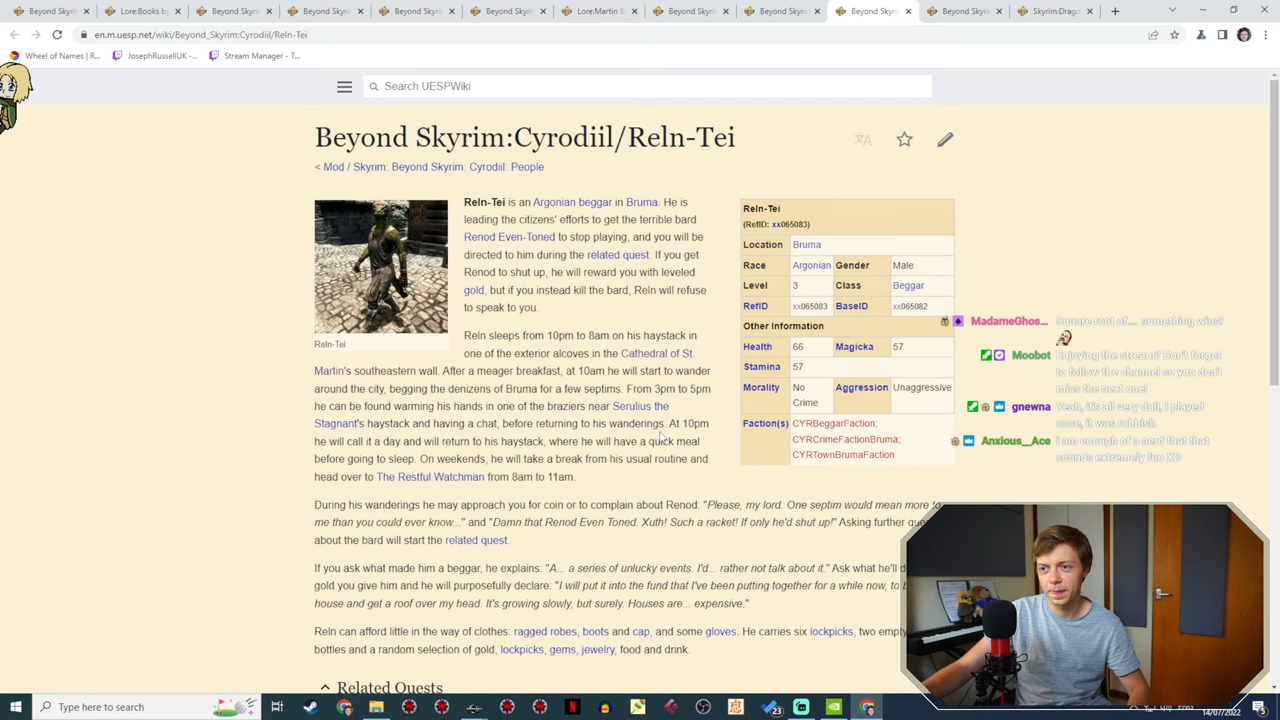 Beyond Skyrim
Lore:Books by
Beyond Skyrim
Beyond Skyrim
Beyond Skyrim
Beyond Skyrim
Lore:Martin S
Beyond Skyrim
Beyond Skyrim
Beyond Skyrim
Beyond Skyrim
Skyrim:Drago
en.m.uesp.net/wiki/Beyond_Skyrim:Cyrodiil/Reln-Tei
Wheel of Names | R...
JosephRussellUK -...
Stream Manager - T...
Search UESPWiki
Beyond Skyrim:Cyrodiil/Reln-Tei
< Mod / Skyrim: Beyond Skyrim: Cyrodiil: People
Reln-Tei is an Argonian beggar in Bruma. He is
leading the citizens' efforts to get the terrible bard
Renod Even-Toned to stop playing, and you will be
directed to him during the related quest. If you get
Renod to shut up, he will reward you with leveled
gold, but if you instead kill the bard, Reln will refuse
to speak to you.
Reln-Tei
Reln sleeps from 10pm to 8am on his haystack in
one of the exterior alcoves in the Cathedral of St.
Martin's southeastern wall. After a meager breakfast, at 10am he will start to wander
around the city, begging the denizens of Bruma for a few septims. From 3pm to 5pm
he can be found warming his hands in one of the braziers near Serulius the
Stagnant's haystack and having a chat, before returning to his wanderings. At 10pm
he will call it a day and will return to his haystack, where he will have a quick meal
before going to sleep. On weekends, he will take a break from his usual routine and
head over to The Restful Watchman from 8am to 11am.
Reln-Tei
(RefID: xx065083)
Location Bruma
Race Argonian Gender Male
Level 3 Class Beggar
RefID xx065083 BaseID xx065082
Other Information
Health 66 Magicka 57
Stamina 57
Morality No Crime Aggression Unaggressive
Faction(s) CYRBeggarFaction;
CYRCrimeFactionBruma;
CYRTownBrumaFaction
MadameGhos... Square root of.... something wins!
Moobot Enjoying the stream? Don't forget
to follow the channel so you don't
miss the next one!
gnewna Yeah, it's all very dull, I played
once, it was rubbish
Anxious__Ace i am enough of a nerd that that
sounds extremely fun XO
During his wanderings he may approach you for coin or to complain about Renod: "Please, my lord. One septim would mean more to
me than you could ever know..." and "Damn that Renod Even Toned. Xuth! Such a racket! If only he'd shut up!" Asking further
about the bard will start the related quest.
If you ask what made him a beggar, he explains: "A... a series of unlucky events. I'd... rather not talk about it." Ask what he'll
gold you give him and he will purposefully declare: "I will put it into the fund that I've been putting together for a while now, to
house and get a roof over my head. It's growing slowly, but surely. Houses are... expensive."
Reln can afford little in the way of clothes: ragged robes, boots and cap, and some gloves. He carries six lockpicks, two empty
bottles and a random selection of gold, lockpicks, gems, jewelry, food and drink.
Related Quests
Type here to search
23
ENG
14/07/2022